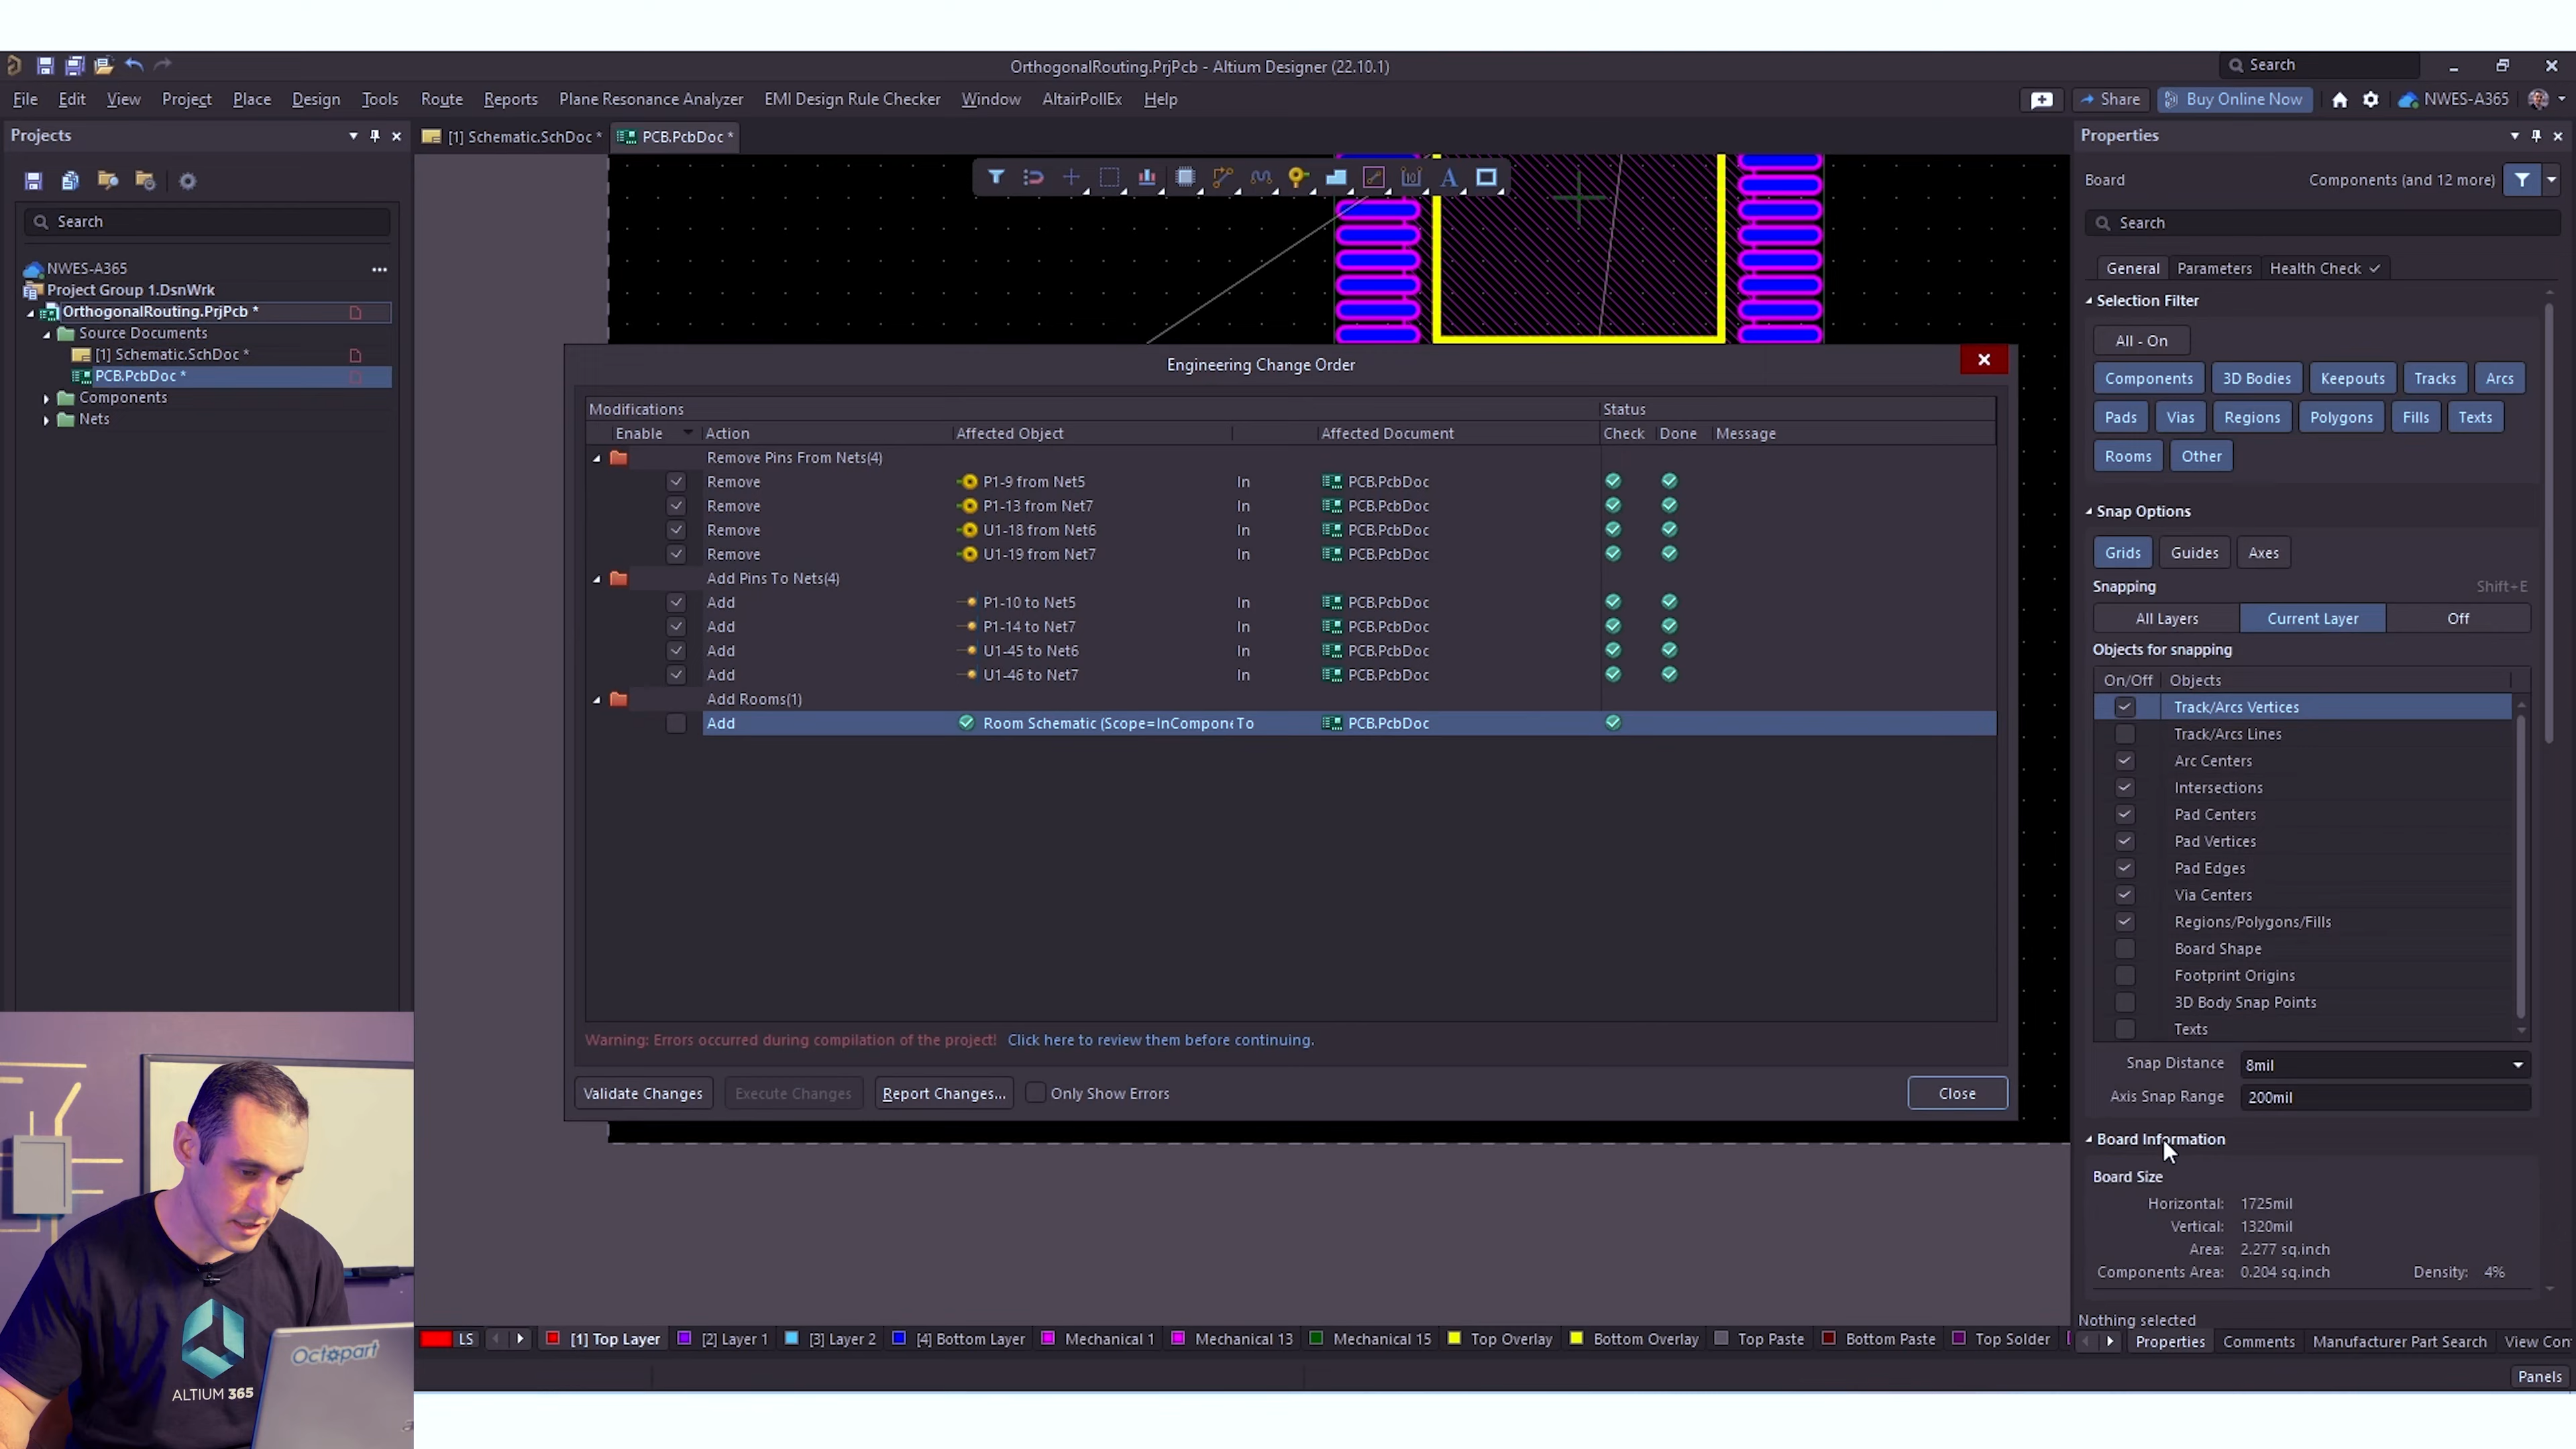 OrthogonalRouting.PrjPcb - Altium Designer (22.10.1)
Search
File Edit View Project Place Design Tools Route Reports Plane Resonance Analyzer EMI Design Rule Checker Window AltairPollEx Help
Share Buy Online Now NWES-A365
Projects
[1] Schematic.SchDoc *
PCB.PcbDoc *
Search
NWES-A365
Project Group 1.DsnWrk
OrthogonalRouting.PrjPcb *
Source Documents
[1] Schematic.SchDoc *
PCB.PcbDoc *
Components
Nets
Engineering Change Order
Modifications Status
Enable Action Affected Object Affected Document Check Done Message
Remove Pins From Nets(4)
Remove P1-9 from Net5 In PCB.PcbDoc
Remove P1-13 from Net7 In PCB.PcbDoc
Remove U1-18 from Net6 In PCB.PcbDoc
Remove U1-19 from Net7 In PCB.PcbDoc
Add Pins To Nets(4)
Add P1-10 to Net5 In PCB.PcbDoc
Add P1-14 to Net7 In PCB.PcbDoc
Add U1-45 to Net6 In PCB.PcbDoc
Add U1-46 to Net7 In PCB.PcbDoc
Add Rooms(1)
Add Room Schematic (Scope=InCompone To PCB.PcbDoc
Warning: Errors occurred during compilation of the project! Click here to review them before continuing.
Validate Changes Execute Changes Report Changes... Only Show Errors Close
Properties
Board Components (and 12 more)
Search
General Parameters Health Check
Selection Filter
All - On
Components 3D Bodies Keepouts Tracks Arcs
Pads Vias Regions Polygons Fills Texts
Rooms Other
Snap Options
Grids Guides Axes
Snapping Shift+E
All Layers Current Layer Off
Objects for snapping
On/Off Objects
Track/Arcs Vertices
Track/Arcs Lines
Arc Centers
Intersections
Pad Centers
Pad Vertices
Pad Edges
Via Centers
Regions/Polygons/Fills
Board Shape
Footprint Origins
3D Body Snap Points
Texts
Snap Distance 8mil
Axis Snap Range 200mil
Board Information
Board Size
Horizontal: 1725mil
Vertical: 1320mil
Area: 2.277 sq.inch
Components Area: 0.204 sq.inch Density: 4%
Nothing selected
LS [1] Top Layer [2] Layer 1 [3] Layer 2 [4] Bottom Layer Mechanical 1 Mechanical 13 Mechanical 15 Top Overlay Bottom Overlay Top Paste Bottom Paste Top Solder
Properties Comments Manufacturer Part Search View Con
Panels
Octopart
ALTIUM 365